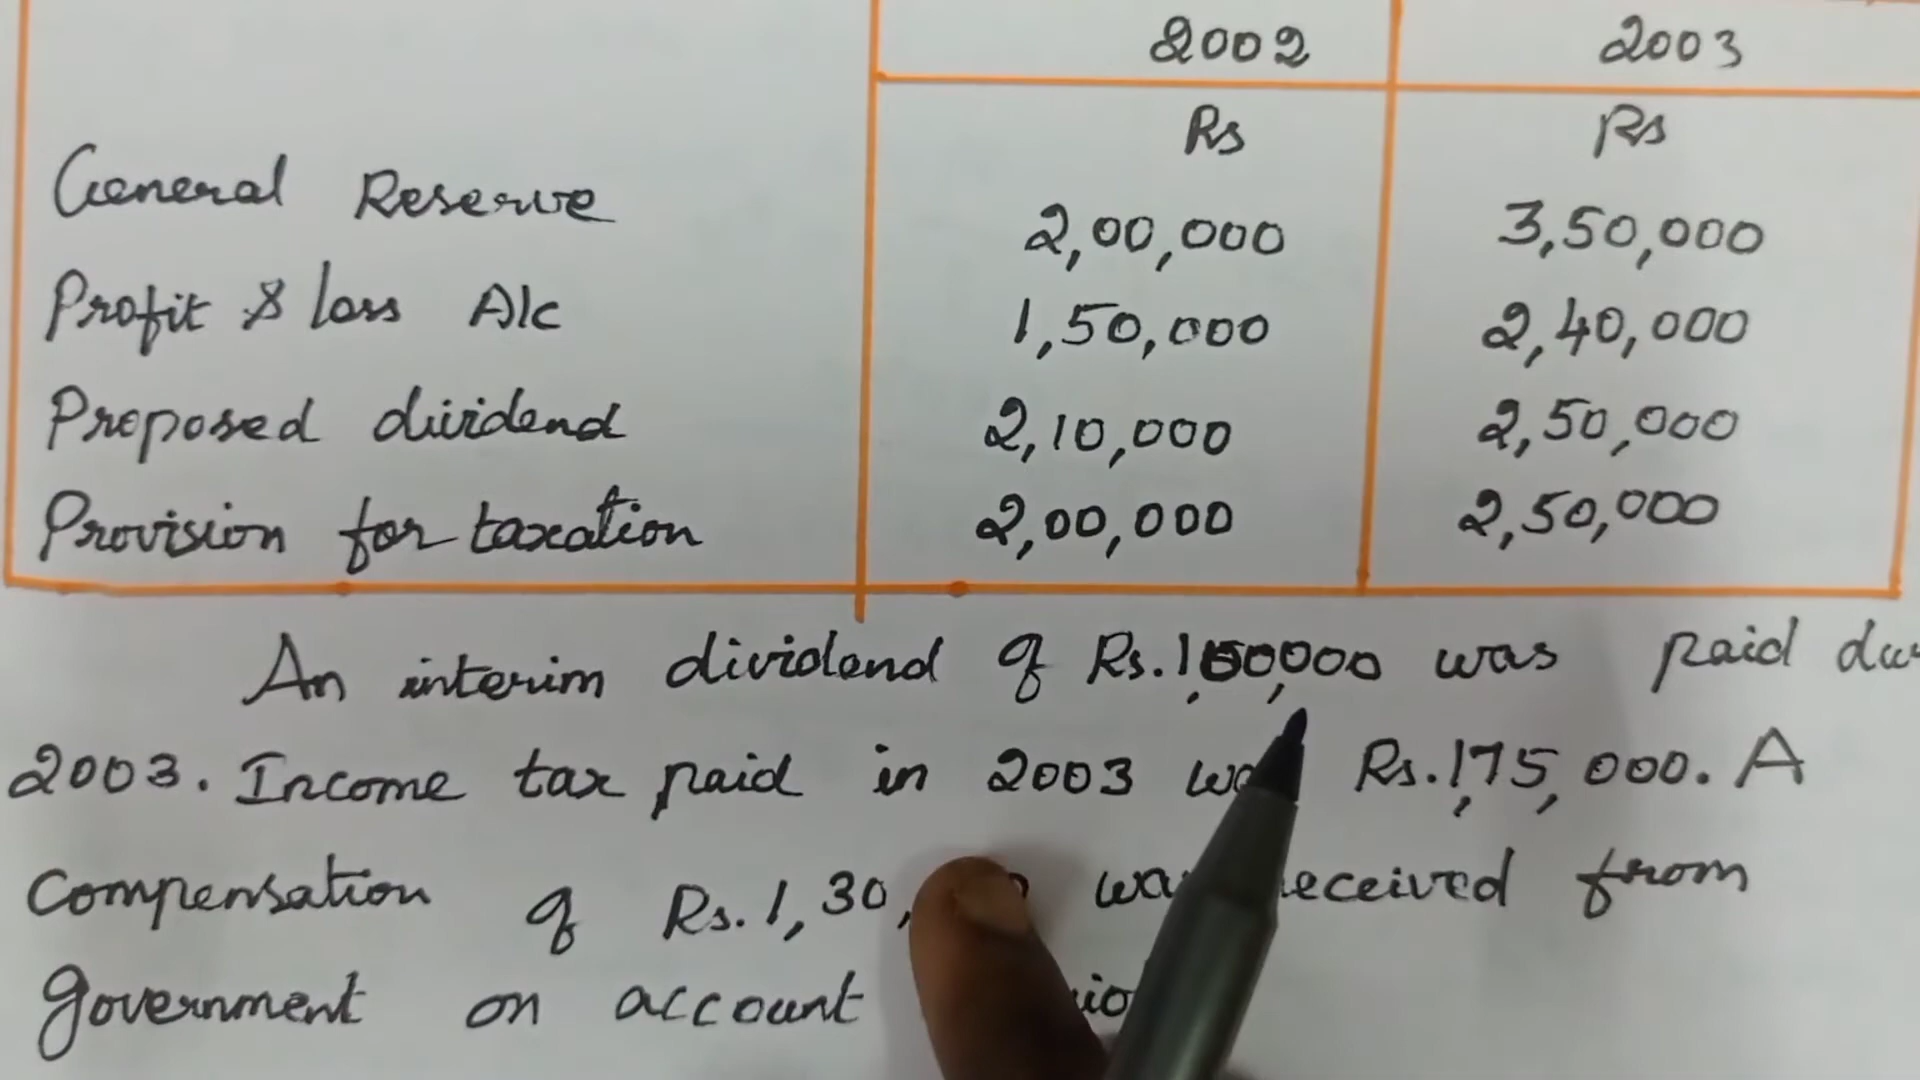 2002 2003
Rs Rs
General Reserve 2,00,000 3,50,000
Profit & loss A/c 1,50,000 2,40,000
Proposed dividend 2,10,000 2,50,000
Provision for taxation 2,00,000 2,50,000
An interim dividend of Rs. was paid
2003. Income tax paid in 2003 Rs.1,75,000. A
Compensation of Rs.1,30, received from
government on account